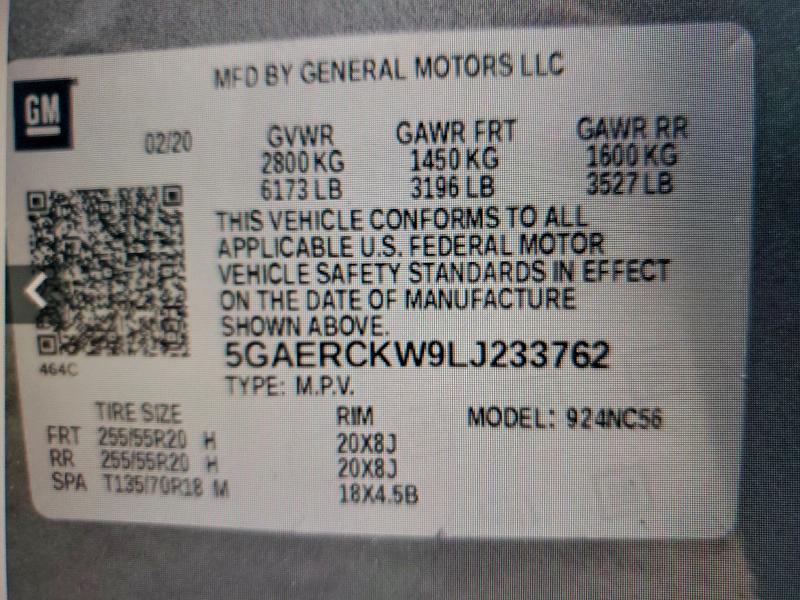 MFD BY GENERAL MOTORS LLC
GM
02/20 GVWR GAWR FRT GAWR RR
2800 KG 1450 KG 1600 KG
6173 LB 3196 LB 3527 LB
THIS VEHICLE CONFORMS TO ALL
APPLICABLE U.S. FEDERAL MOTOR
VEHICLE SAFETY STANDARDS IN EFFECT
ON THE DATE OF MANUFACTURE
SHOWN ABOVE.
5GAERCKW9LJ233762
464C
TYPE: M.P.V.
TIRE SIZE RIM MODEL: 924NC56
FRT 255/55R20 H 20X8J
RR 255/55R20 H 20X8J
SPA T135/70R18 M 18X4.5B